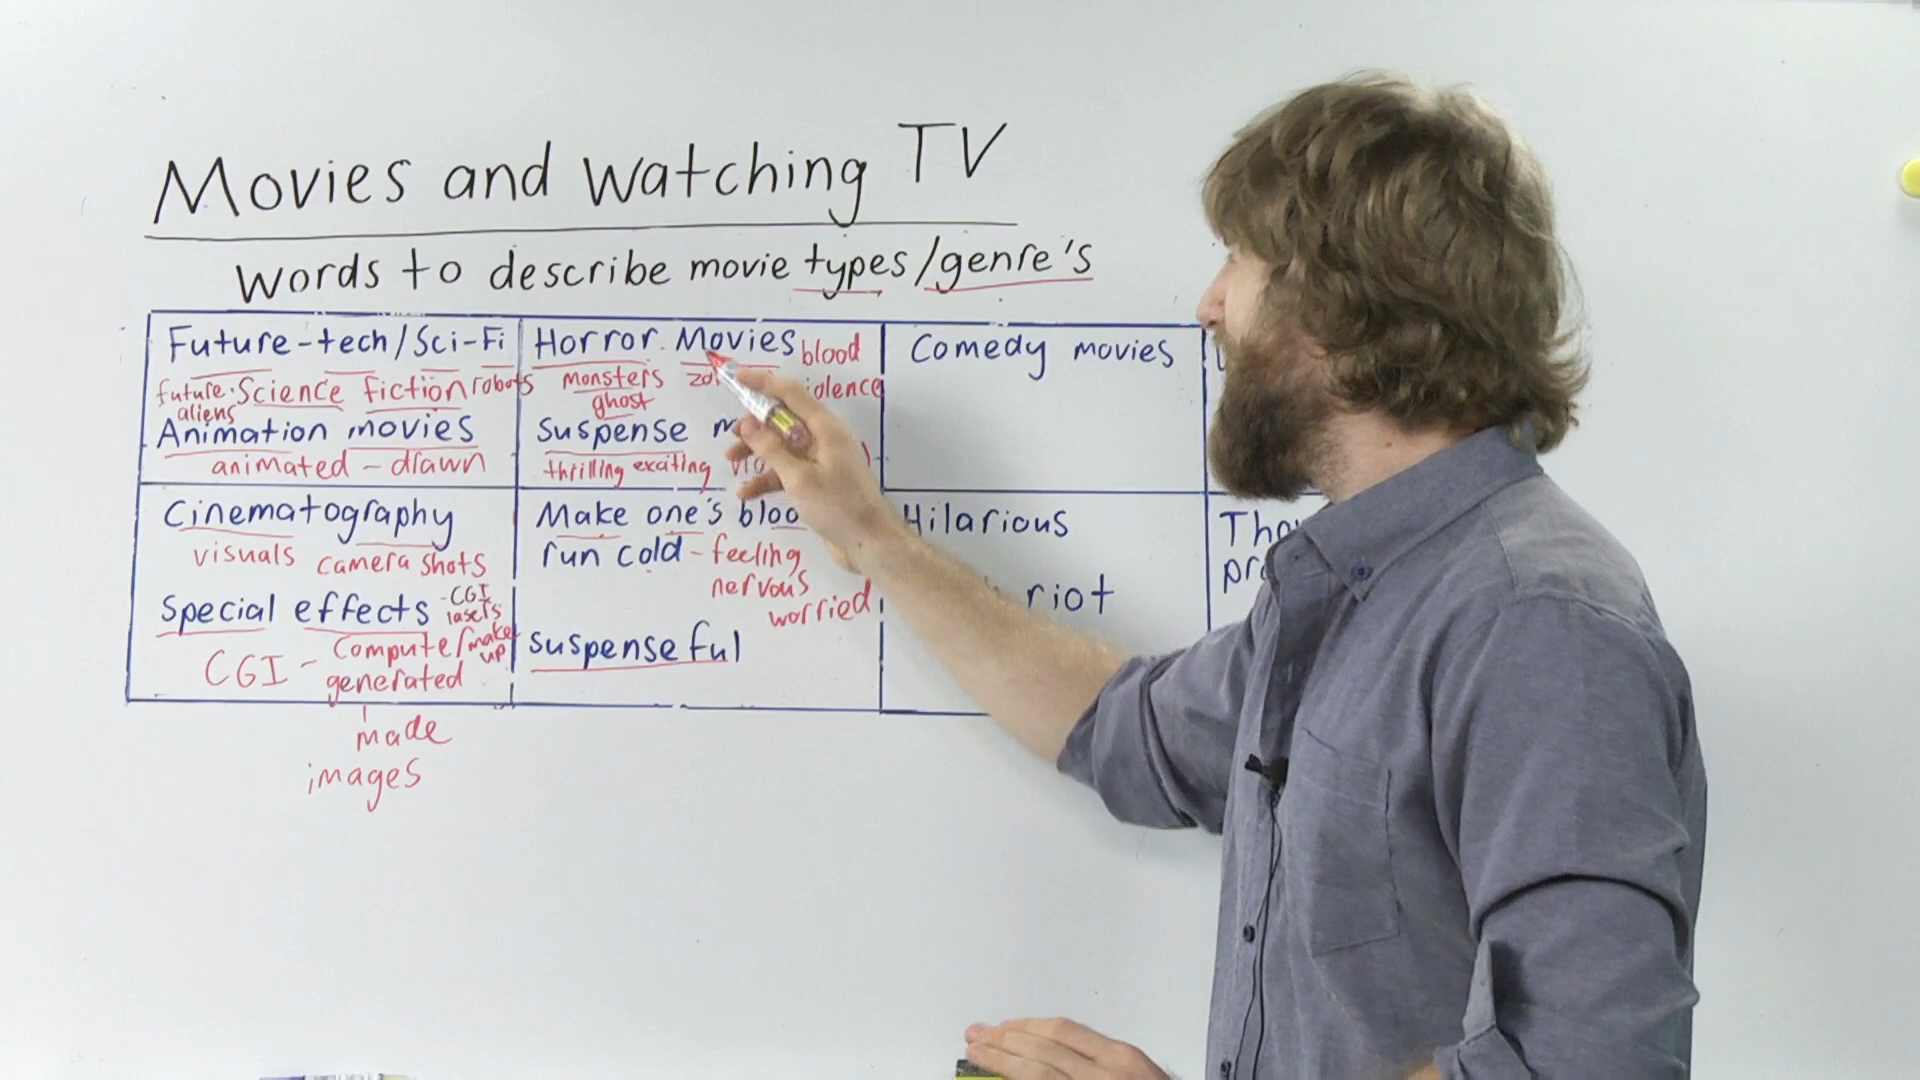 Movies and watching TV
words to describe movie types/genre's
Future-tech/Sci-Fi
future. Science fiction robots
aliens
Animation movies
animated - drawn
Horror Movies blood
monsters
ghost
suspense
thrilling exciting
Comedy movies
Cinematography
visuals camera shots
special effects - CGI
lasers
make
up
CGI - Computer
generated
made
images
Make one's
run cold - feeling
nervous
worried
suspenseful
Hilarious
riot